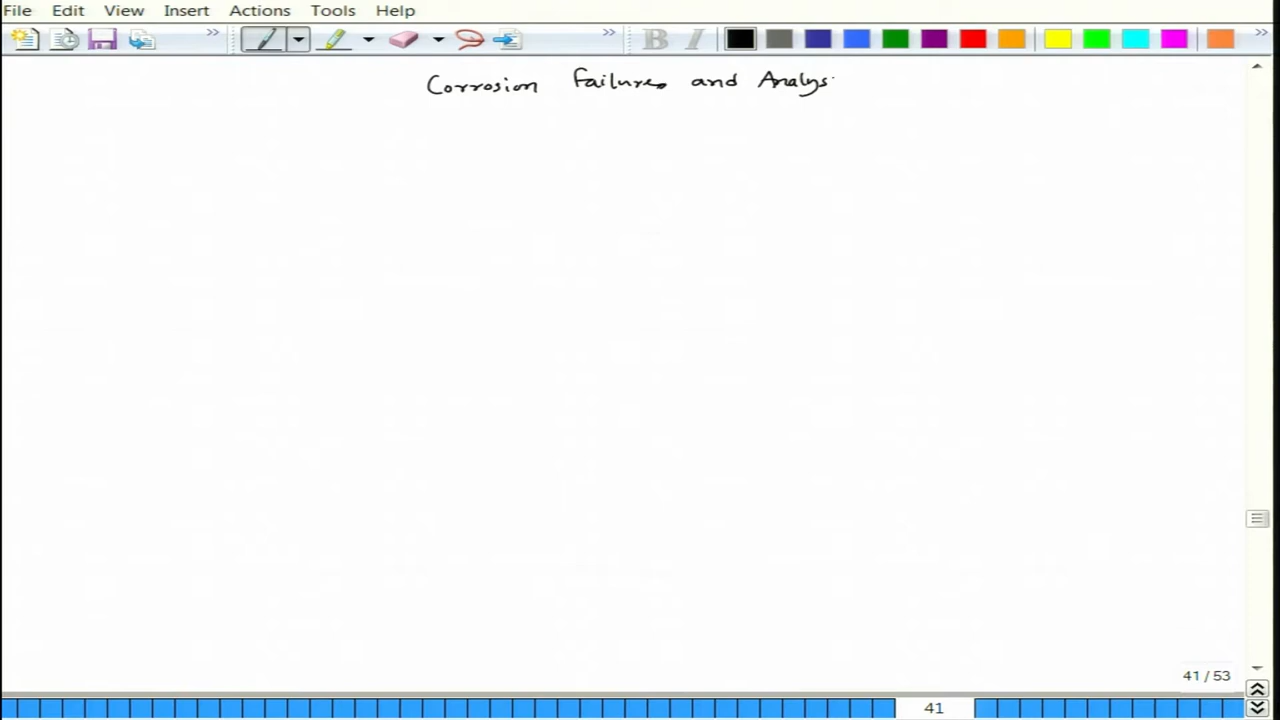 File Edit View Insert Actions Tools Help
B I
Corrosion Failures and Analys
41 / 53
41